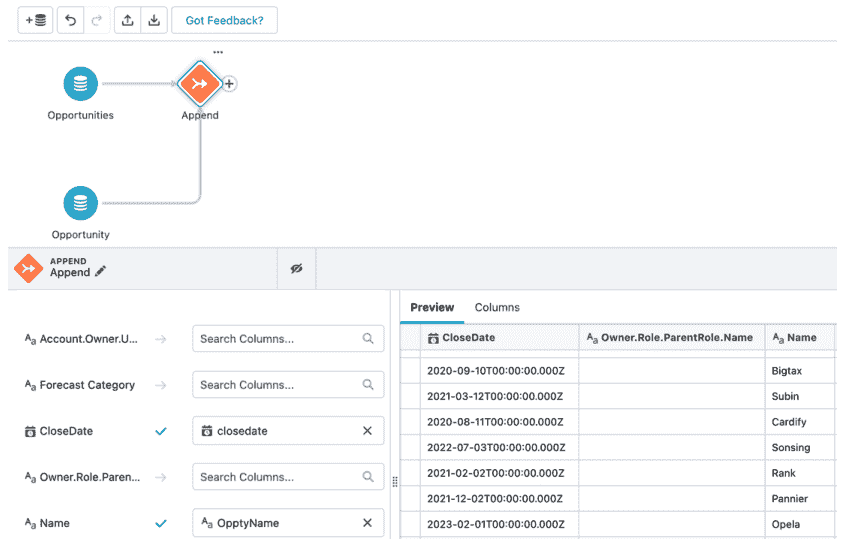 Got Feedback?
Opportunities
Append
Opportunity
APPEND
Append
Account.Owner.U...
Search Columns...
Forecast Category
Search Columns...
CloseDate
closedate
Owner.Role.Paren...
Search Columns...
Name
OpptyName
Preview
Columns
CloseDate
Owner.Role.ParentRole.Name
Name
2020-09-10T00:00:00.000Z
Bigtax
2021-03-12T00:00:00.000Z
Subin
2020-08-11T00:00:00.000Z
Cardify
2022-07-03T00:00:00.000Z
Sonsing
2021-02-02T00:00:00.000Z
Rank
2021-12-02T00:00:00.000Z
Pannier
2023-02-01T00:00:00.000Z
Opela